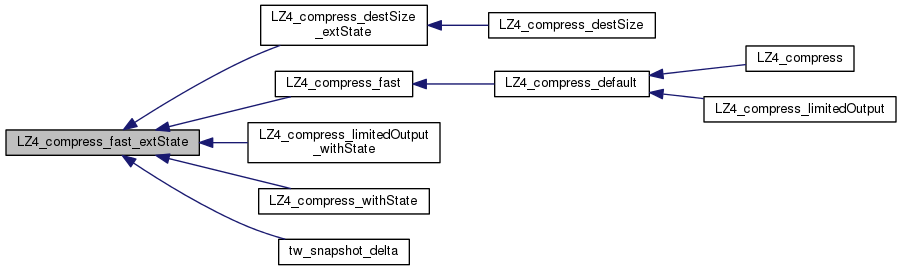 LZ4_compress_destSize
_extState
LZ4_compress_destSize
LZ4_compress
LZ4_compress_fast
LZ4_compress_default
LZ4_compress_limitedOutput
LZ4_compress_fast_extState
LZ4_compress_limitedOutput
_withState
LZ4_compress_withState
tw_snapshot_delta